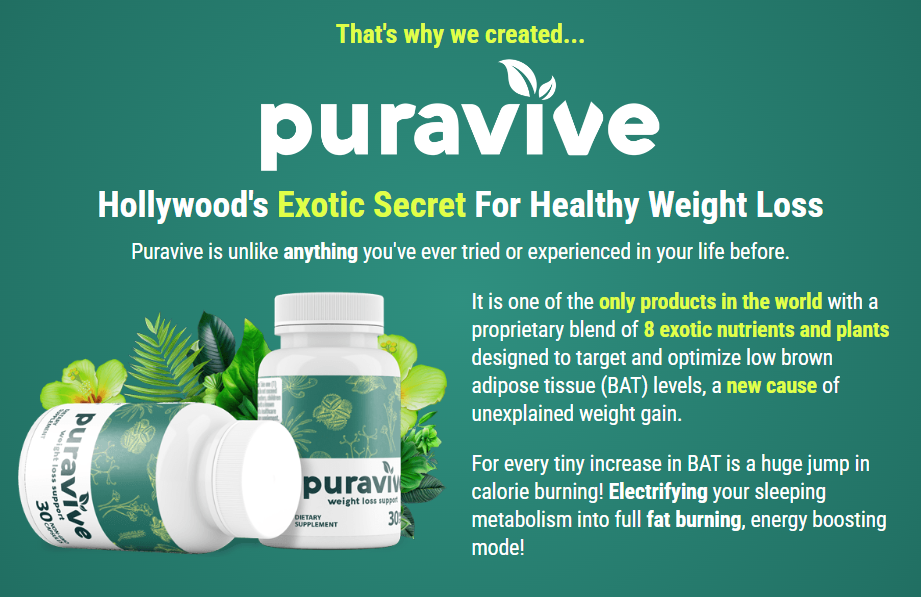 That's why we created...
puravive
Hollywood's Exotic Secret For Healthy Weight Loss
Puravive is unlike anything you've ever tried or experienced in your life before.
It is one of the only products in the world with a
proprietary blend of 8 exotic nutrients and plants
designed to target and optimize low brown
adipose tissue (BAT) levels, a new cause of
unexplained weight gain.
For every tiny increase in BAT is a huge jump in
calorie burning! Electrifying your sleeping
metabolism into full fat burning, energy boosting
mode!
puravive
weight loss support
DIETARY
SUPPLEMENT
30
CAPSULES
puraviv
weight loss support
DIETARY
SUPPLEMENT
30